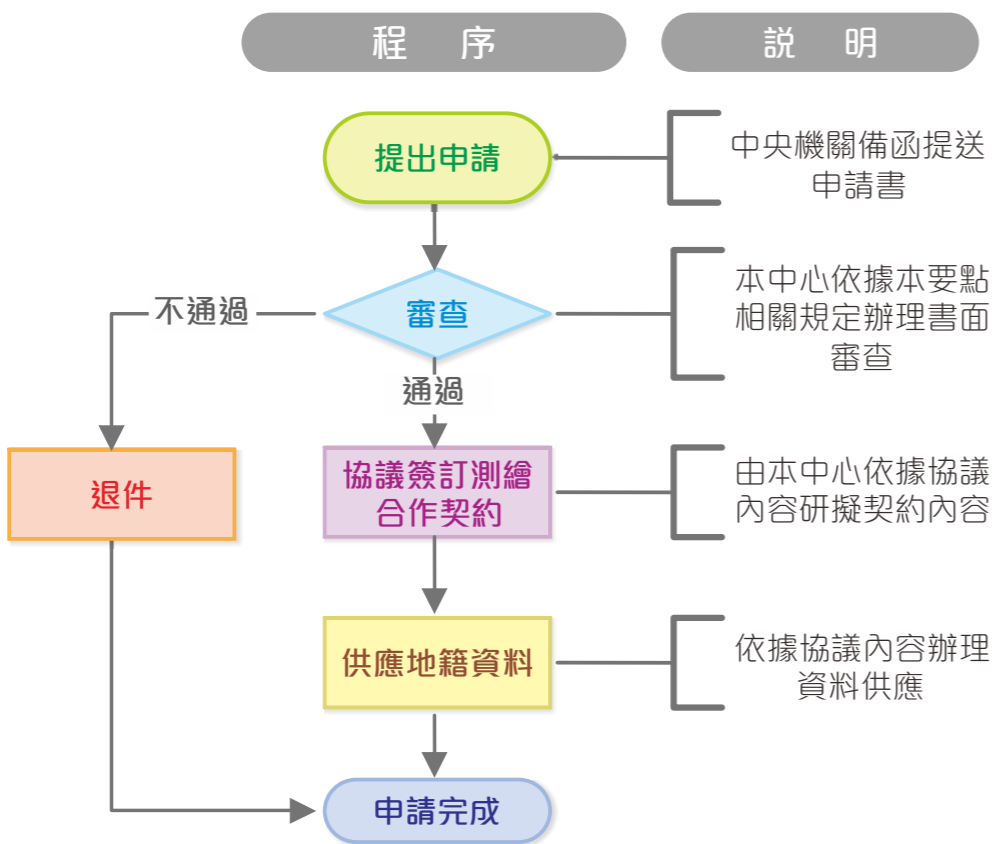 程 序
説 明
提出申請
中央機關備函提送
申請書
審查
本中心依據本要點
相關規定辦理書面
審查
不通過
通過
退件
協議簽訂測繪
合作契約
由本中心依據協議
內容研擬契約內容
供應地籍資料
依據協議內容辦理
資料供應
申請完成